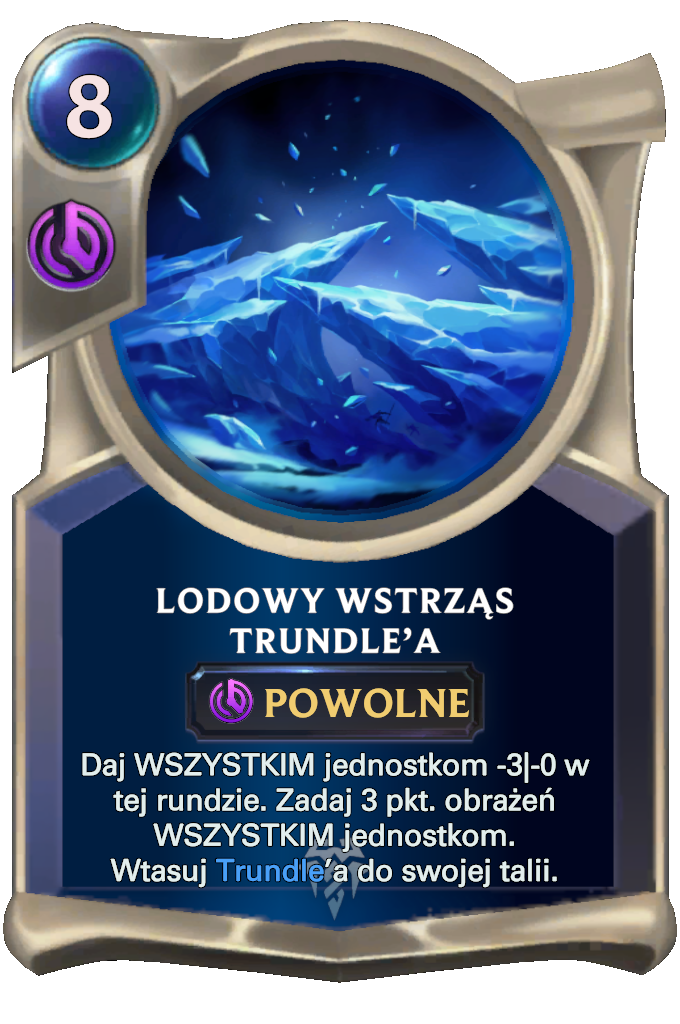 8
LODOWY WSTRZĄS
TRUNDLE’A
POWOLNE
Daj WSZYSTKIM jednostkom -3|-0 w
tej rundzie. Zadaj 3 pkt. obrażeń
WSZYSTKIM jednostkom.
Wtasuj Trundle’a do swojej talii.